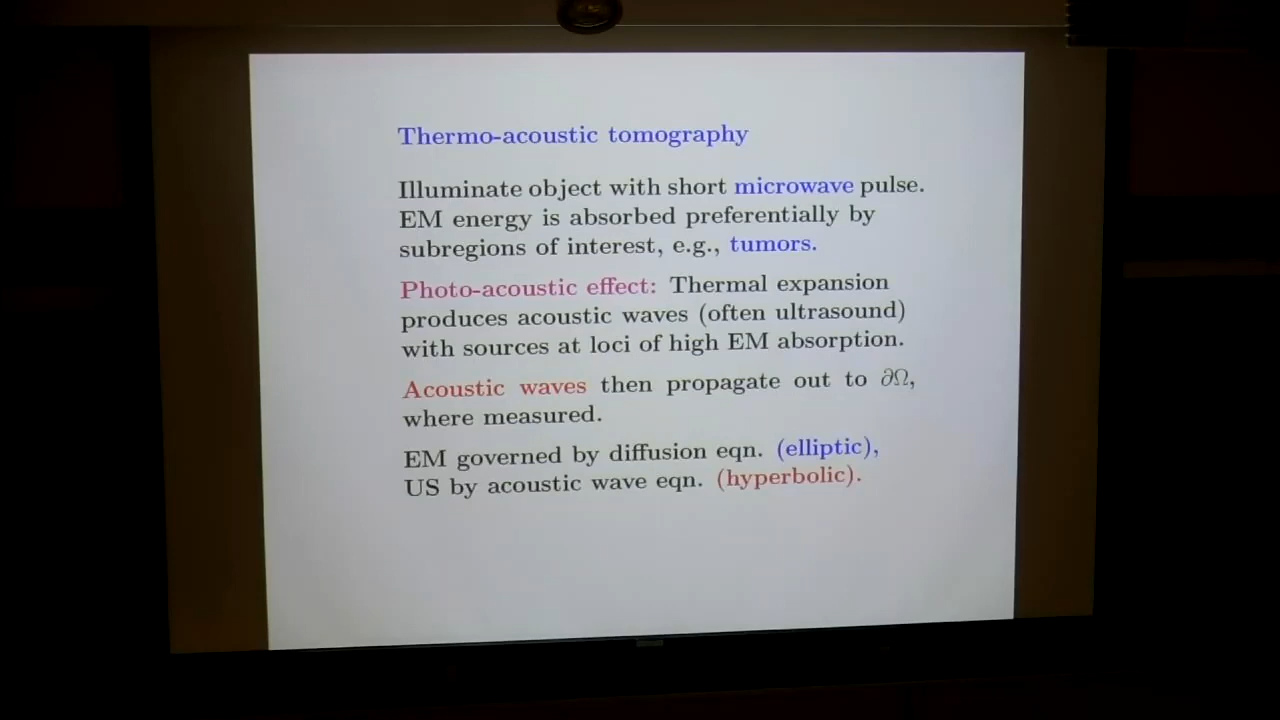 Thermo-acoustic tomography
Illuminate object with short microwave pulse.
EM energy is absorbed preferentially by
subregions of interest, e.g., tumors.
Photo-acoustic effect: Thermal expansion
produces acoustic waves (often ultrasound)
with sources at loci of high EM absorption.
Acoustic waves then propagate out to ∂Ω,
where measured.
EM governed by diffusion eqn. (elliptic),
US by acoustic wave eqn. (hyperbolic).